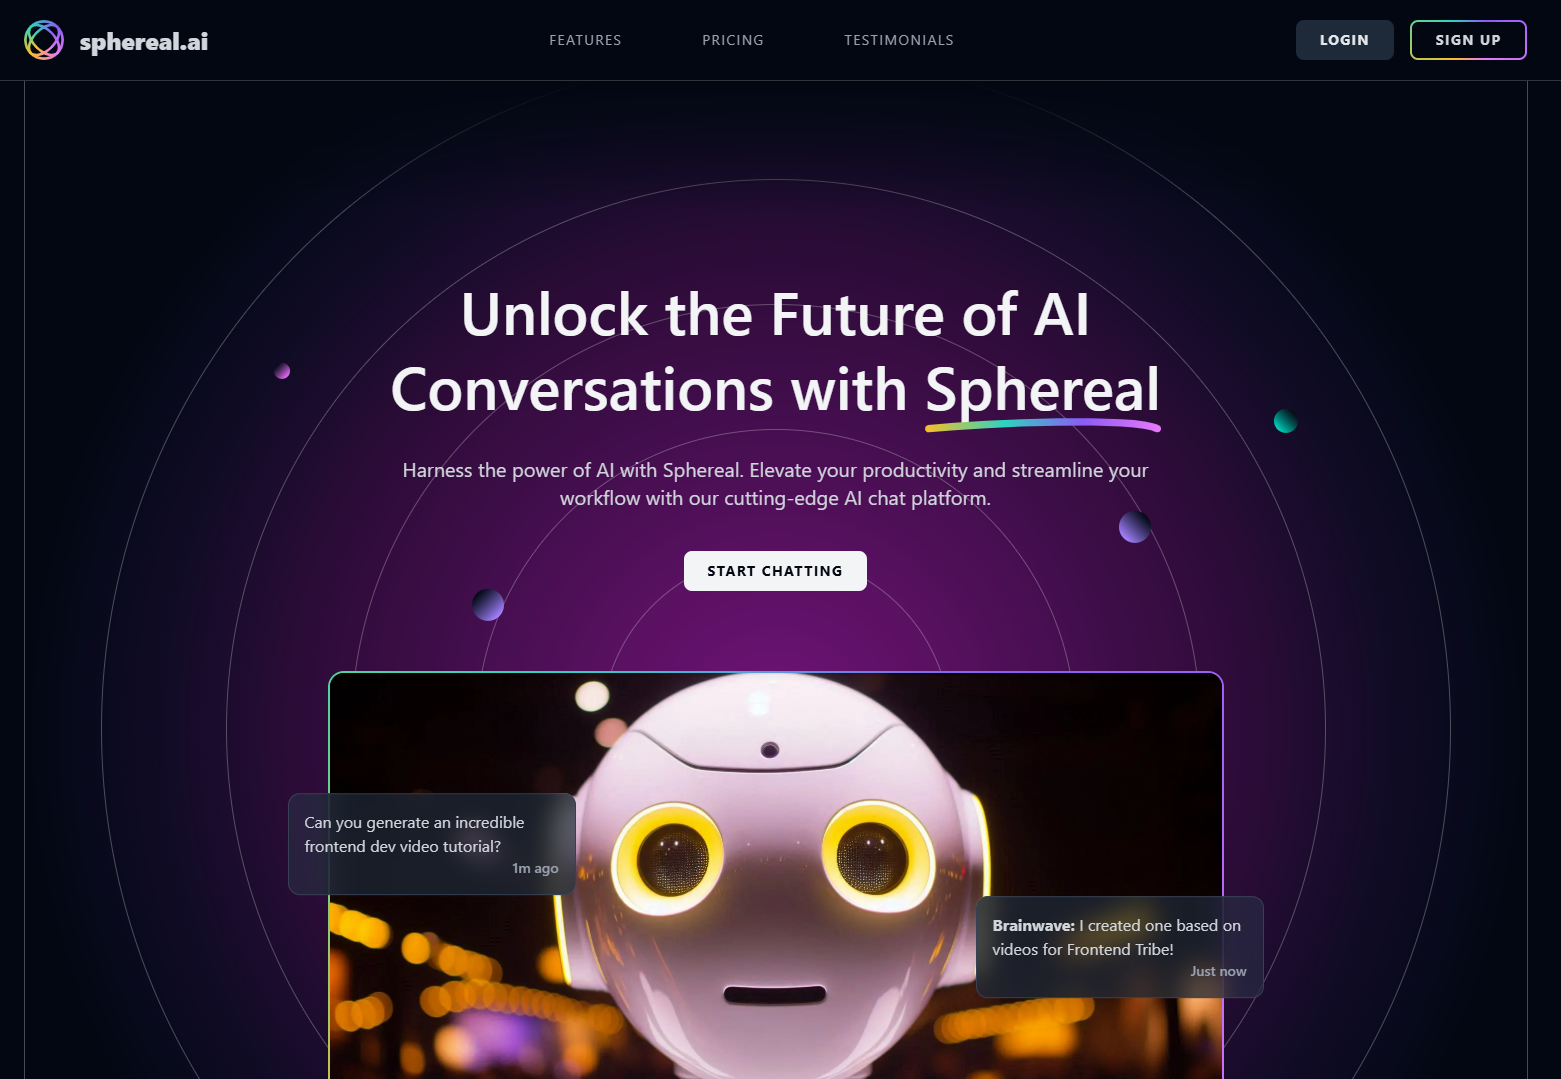 sphereal.ai
FEATURES
PRICING
TESTIMONIALS
LOGIN
SIGN UP
Unlock the Future of AI
Conversations with Sphereal
Harness the power of AI with Sphereal. Elevate your productivity and streamline your
workflow with our cutting-edge AI chat platform.
START CHATTING
Can you generate an incredible
frontend dev video tutorial?
1m ago
Brainwave: I created one based on
videos for Frontend Tribe!
Just now